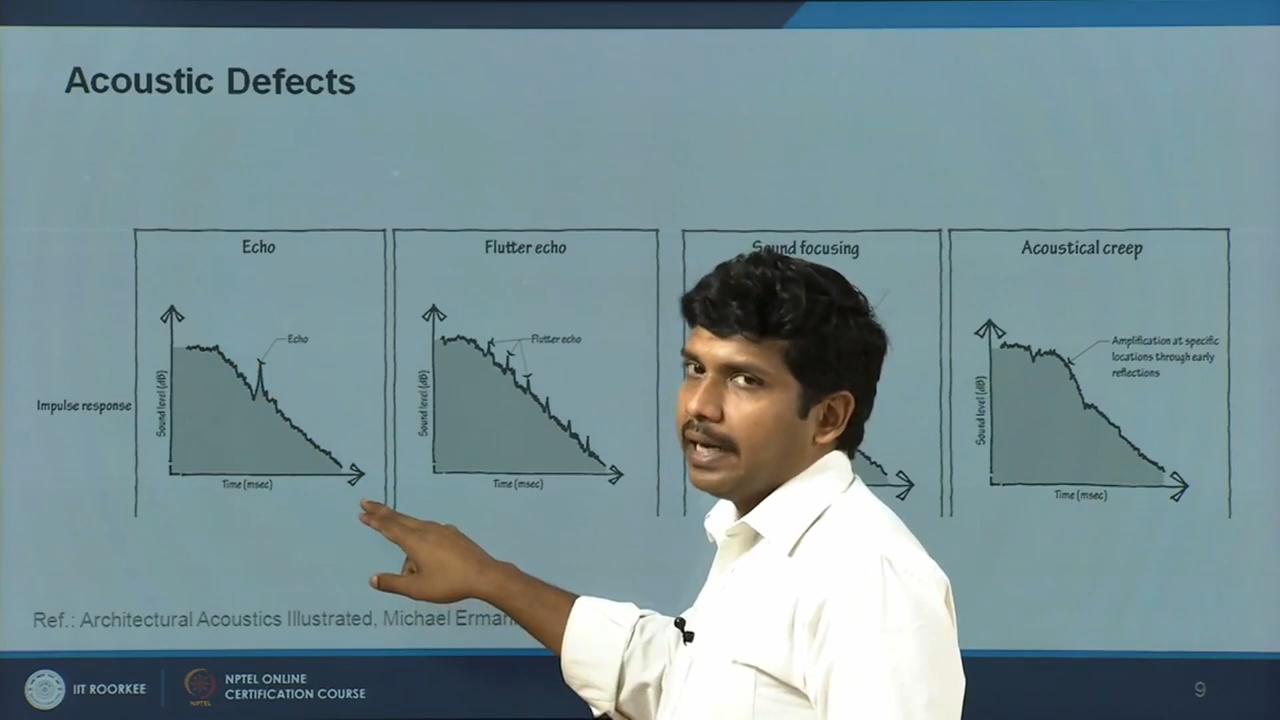 Acoustic Defects
Echo
Flutter echo
Sound focusing
Acoustical creep
Echo
Flutter echo
Amplification at specific
locations through early
reflections
Impulse response
Sound level (dB)
Sound level (dB)
Sound level (dB)
Time (msec)
Time (msec)
Time (msec)
Ref.: Architectural Acoustics Illustrated, Michael
IIT ROORKEE
NPTEL
NPTEL ONLINE
CERTIFICATION COURSE
9